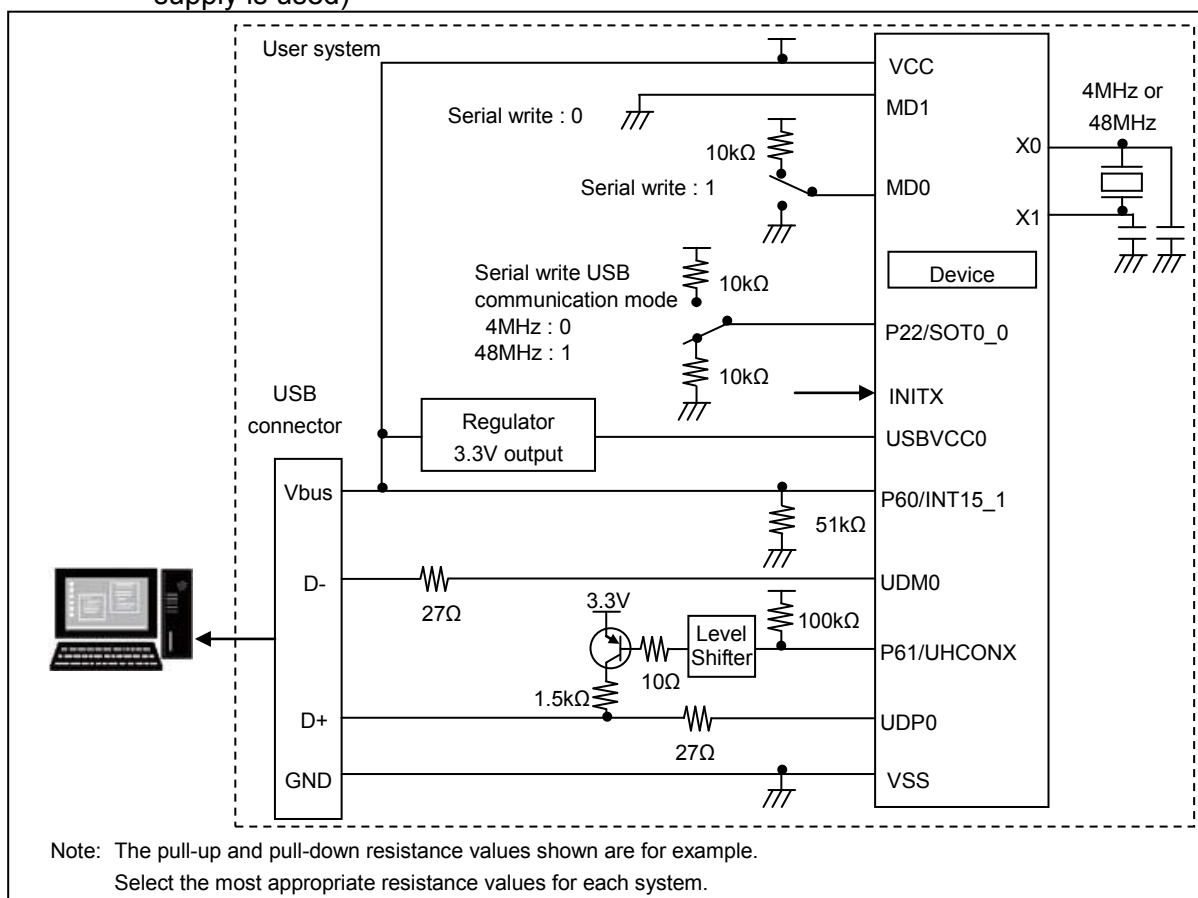 supply is used)
User system
VCC
MD1
Serial write : 0
4MHz or
48MHz
X0
10kΩ
Serial write : 1
MD0
X1
Serial write USB
communication mode
4MHz : 0
48MHz : 1
10kΩ
Device
P22/SOT0_0
10kΩ
INITX
USB
connector
Regulator
3.3V output
USBVCC0
Vbus
P60/INT15_1
51kΩ
D-
27Ω
UDM0
3.3V
100kΩ
Level
Shifter
P61/UHCONX
10Ω
1.5kΩ
D+
27Ω
UDP0
GND
VSS
Note: The pull-up and pull-down resistance values shown are for example.
Select the most appropriate resistance values for each system.